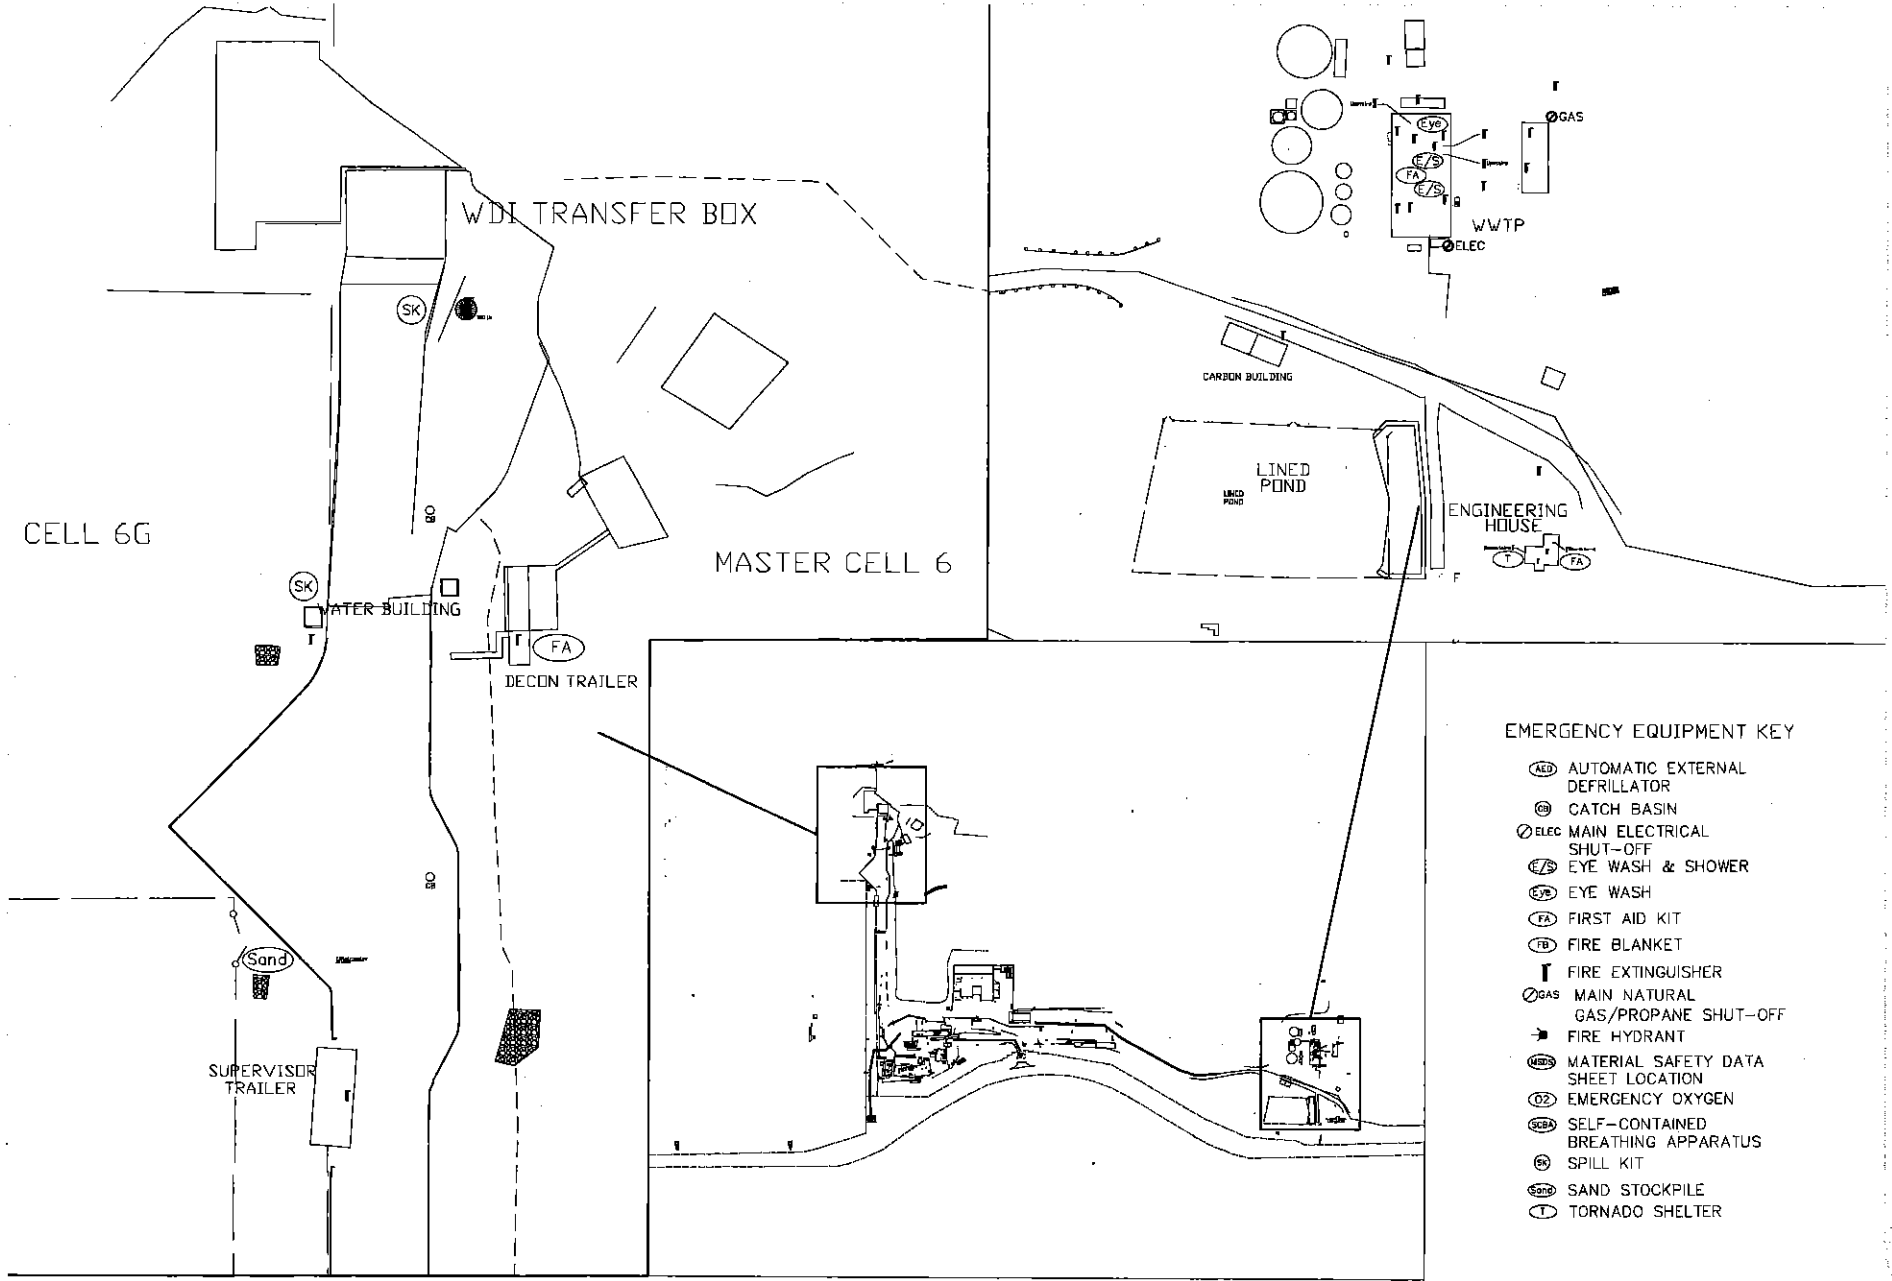 WDI TRANSFER BOX
SK
CELL 6G
CB
MASTER CELL 6
SK
WATER BUILDING
FA
DECON TRAILER
CB
Sand
SUPERVISOR
TRAILER
GAS
Eye
E/S
FA
E/S
WWTP
ELEC
CARBON BUILDING
LINED
POND
LINED
POND
ENGINEERING
HOUSE
T
FA
F
EMERGENCY EQUIPMENT KEY
AED AUTOMATIC EXTERNAL
DEFRILLATOR
CB CATCH BASIN
ELEC MAIN ELECTRICAL
SHUT-OFF
E/S EYE WASH & SHOWER
Eye EYE WASH
FA FIRST AID KIT
FB FIRE BLANKET
FIRE EXTINGUISHER
GAS MAIN NATURAL
GAS/PROPANE SHUT-OFF
FIRE HYDRANT
MSDS MATERIAL SAFETY DATA
SHEET LOCATION
O2 EMERGENCY OXYGEN
SCBA SELF-CONTAINED
BREATHING APPARATUS
SK SPILL KIT
Sand SAND STOCKPILE
T TORNADO SHELTER